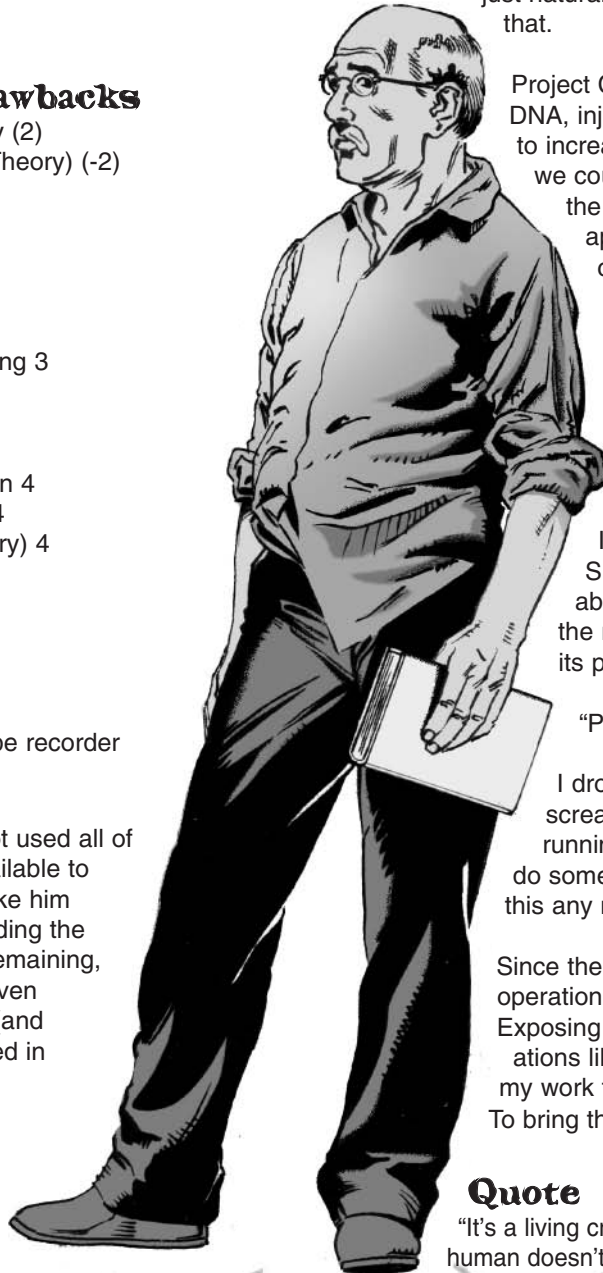 awbacks
(2)
Theory) (-2)
ng 3
n 4
4
ry) 4
be recorder
t used all of
ilable to
ke him
ding the
emaining,
ven
and
ed in
just natural
that.
Project
DNA, inj
to increa
we cou
the
ap
I
S
ab
the
its p
“P
I dro
screa
runnin
do some
this any
Since the
operation
Exposing
ations lik
my work
To bring th
Quote
“It’s a living cr
human doesn’t